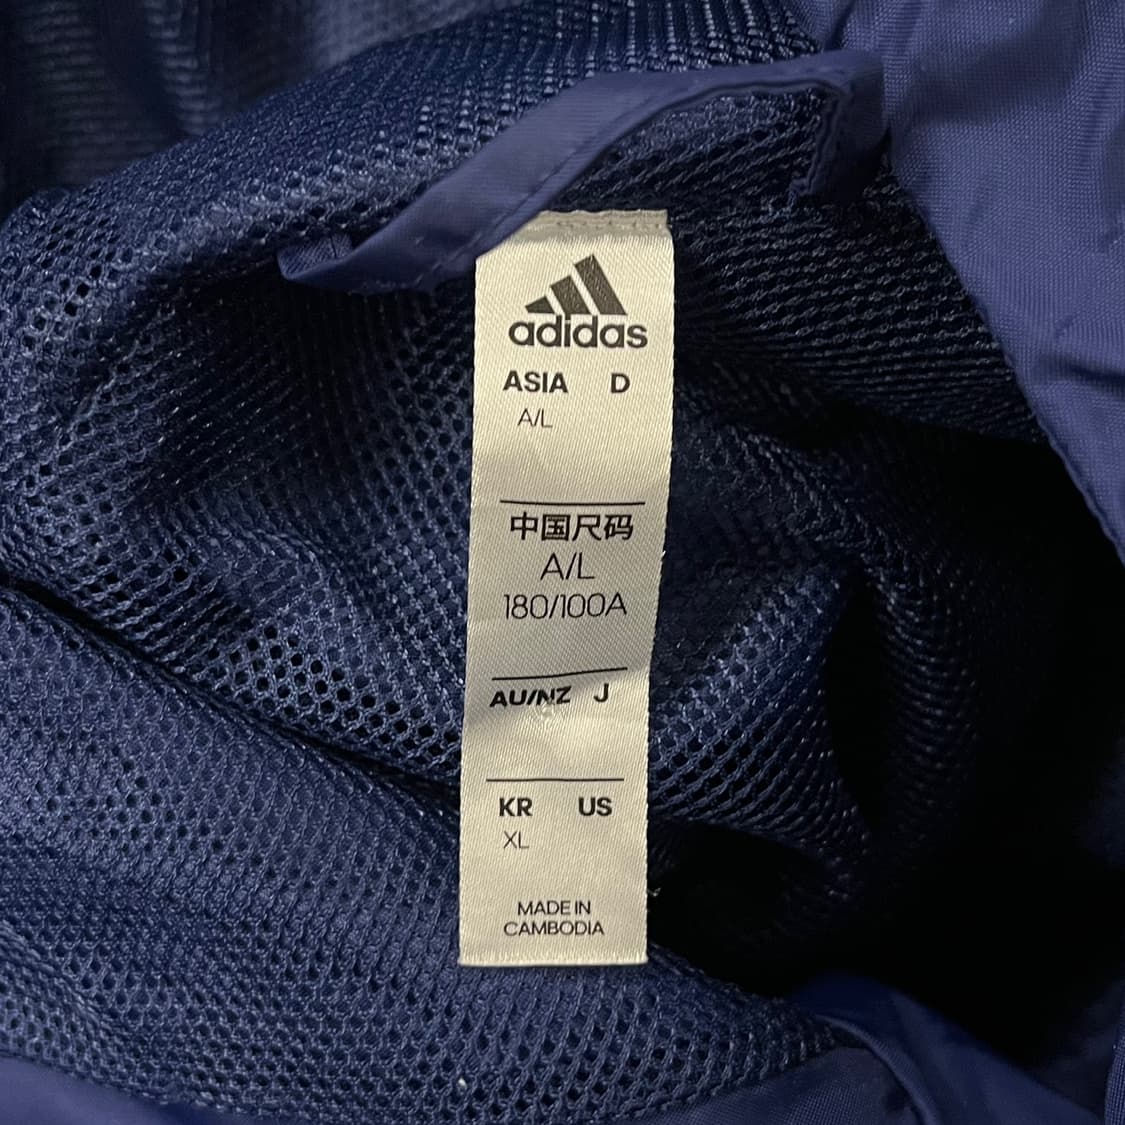 adidas
ASIA D
A/L
中国尺码
A/L
180/100A
AU/NZ J
KR US
XL
MADE IN
CAMBODIA